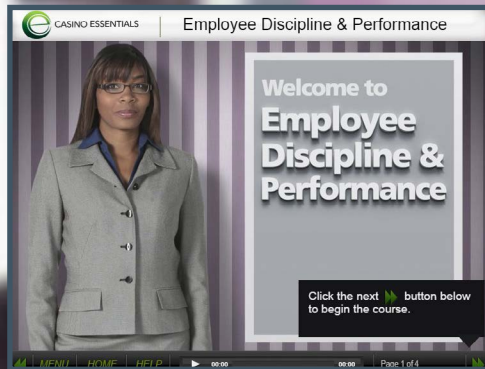 CASINO ESSENTIALS
Employee Discipline & Performance
Welcome to
Employee
Discipline &
Performance
Click the next button below
to begin the course.
MENU | HOME | HELP
00:00
00:00
Page 1 of 4